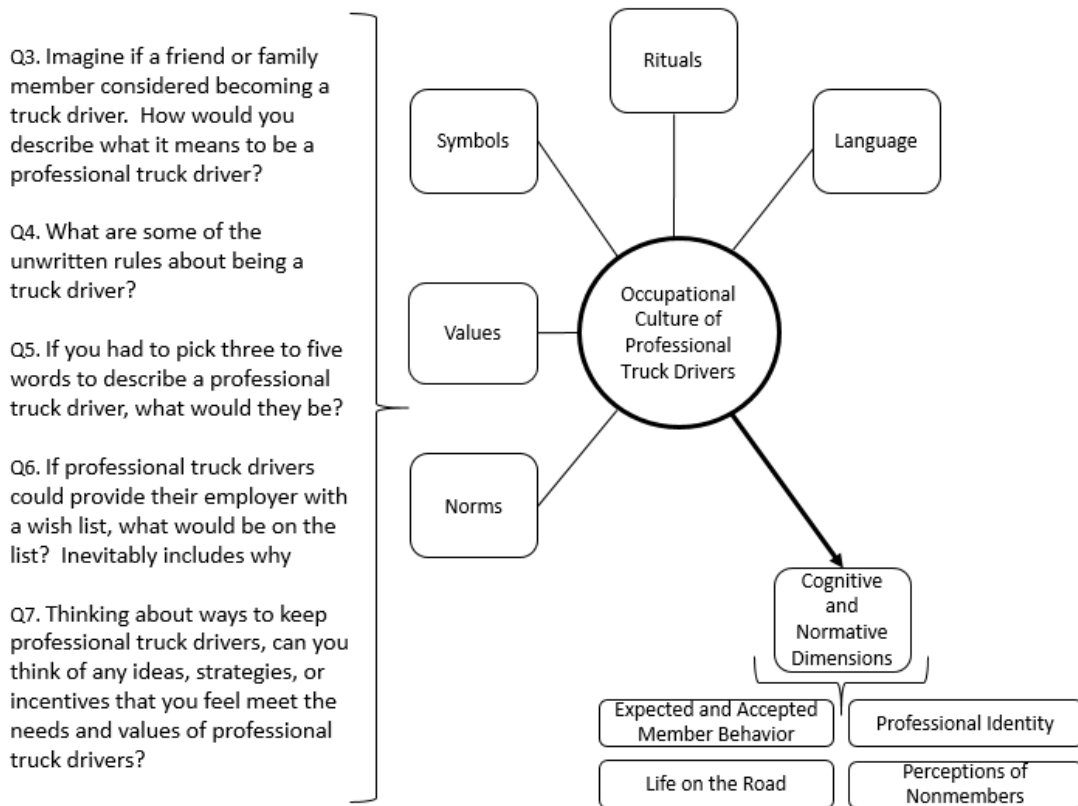 Q3. Imagine if a friend or family
member considered becoming a
truck driver.  How would you
describe what it means to be a
professional truck driver?
Q4. What are some of the
unwritten rules about being a
truck driver?
Q5. If you had to pick three to five
words to describe a professional
truck driver, what would they be?
Q6. If professional truck drivers
could provide their employer with
a wish list, what would be on the
list?  Inevitably includes why
Q7. Thinking about ways to keep
professional truck drivers, can you
think of any ideas, strategies, or
incentives that you feel meet the
needs and values of professional
truck drivers?
Rituals
Symbols
Language
Values
Occupational
Culture of
Professional
Truck Drivers
Norms
Cognitive
and
Normative
Dimensions
Expected and Accepted
Member Behavior
Professional Identity
Life on the Road
Perceptions of
Nonmembers